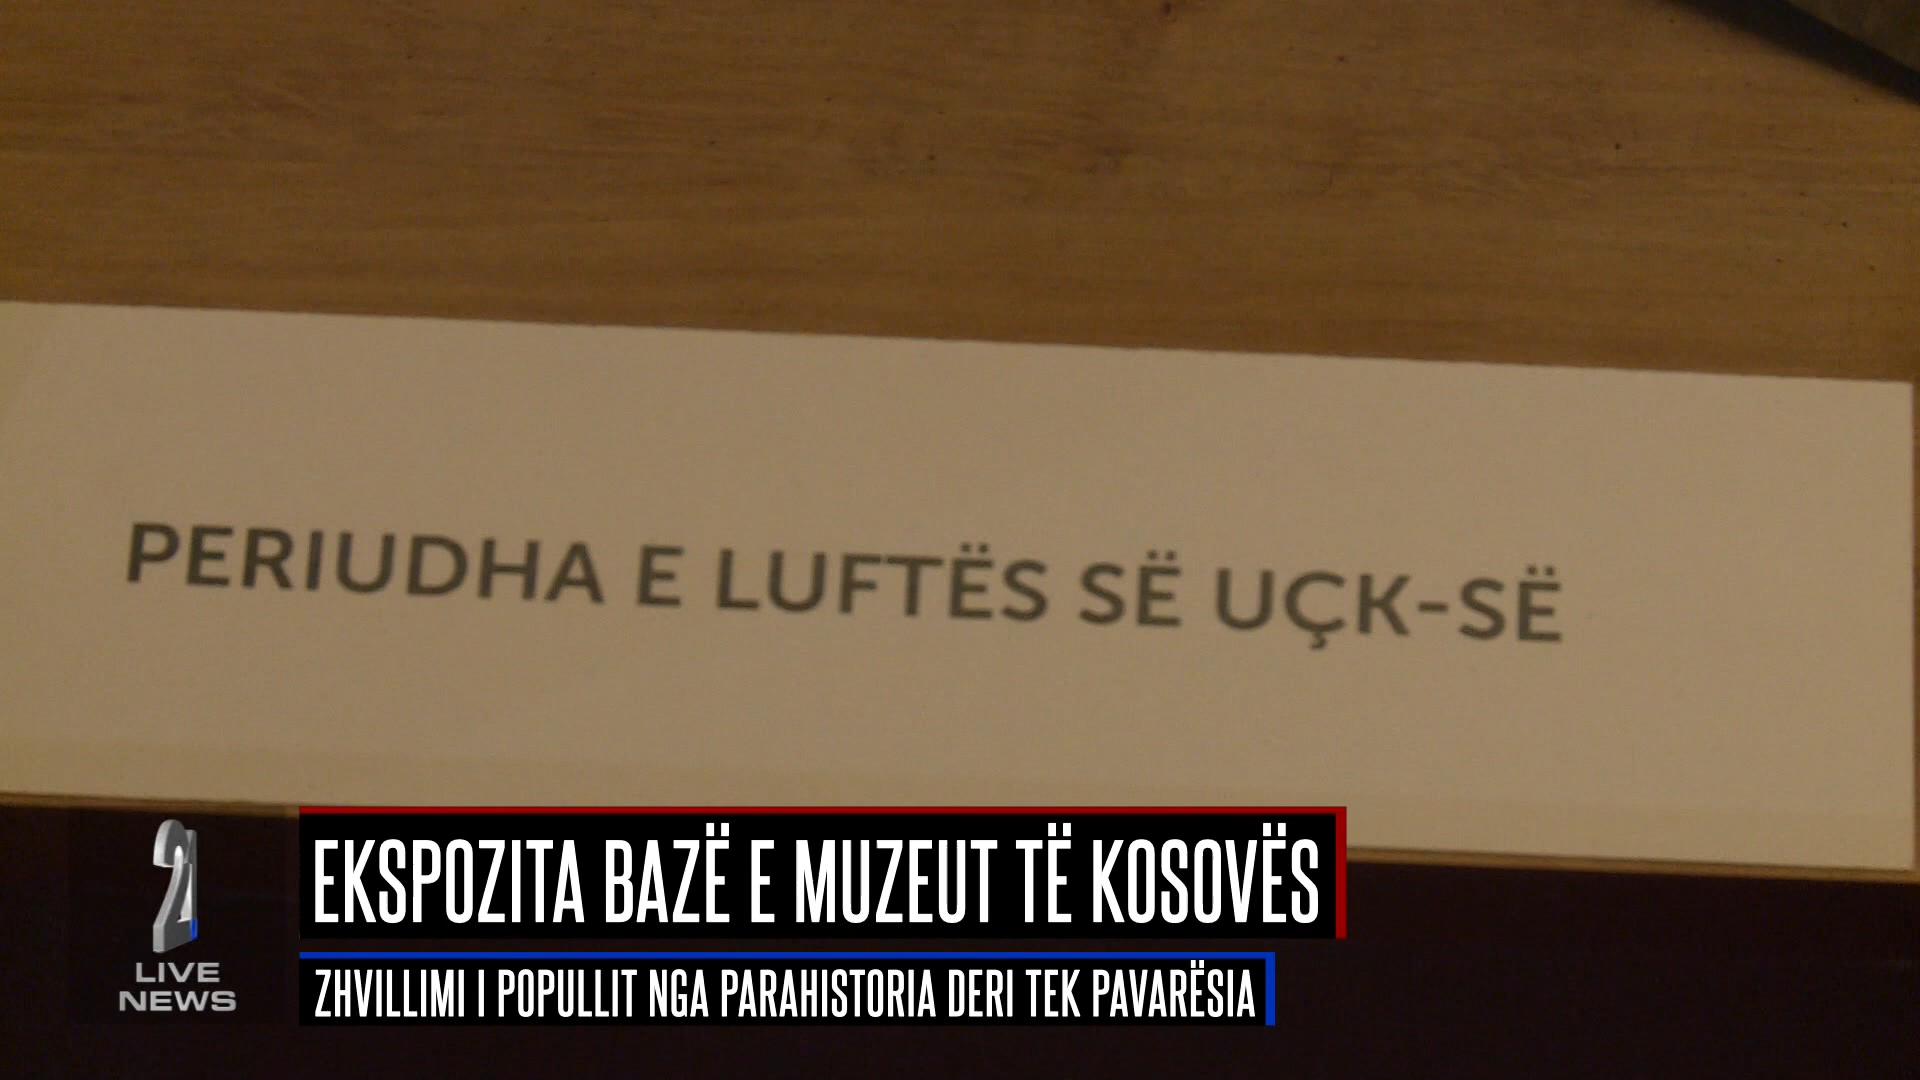 PERIUDHA E LUFTËS SË UÇK-SË
EKSPOZITA BAZË E MUZEUT TË KOSOVËS
ZHVILLIMI I POPULLIT NGA PARAHISTORIA DERI TEK PAVARËSIA
21
LIVE
NEWS